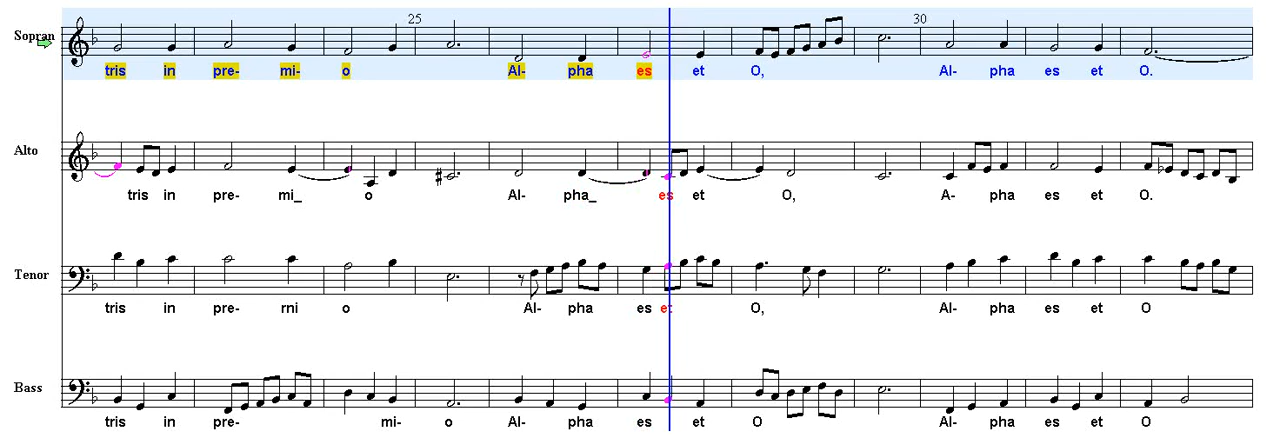 25 30
Sopran
tris in pre- mi- o Al- pha es et O, Al- pha es et O.
Alto
tris in pre- mi_ o Al- pha_ es et O, A- pha es et O.
Tenor
tris in pre- rni o Al- pha es et O, Al- pha es et O
Bass
tris in pre- mi- o Al- pha es et O Al- pha es et O